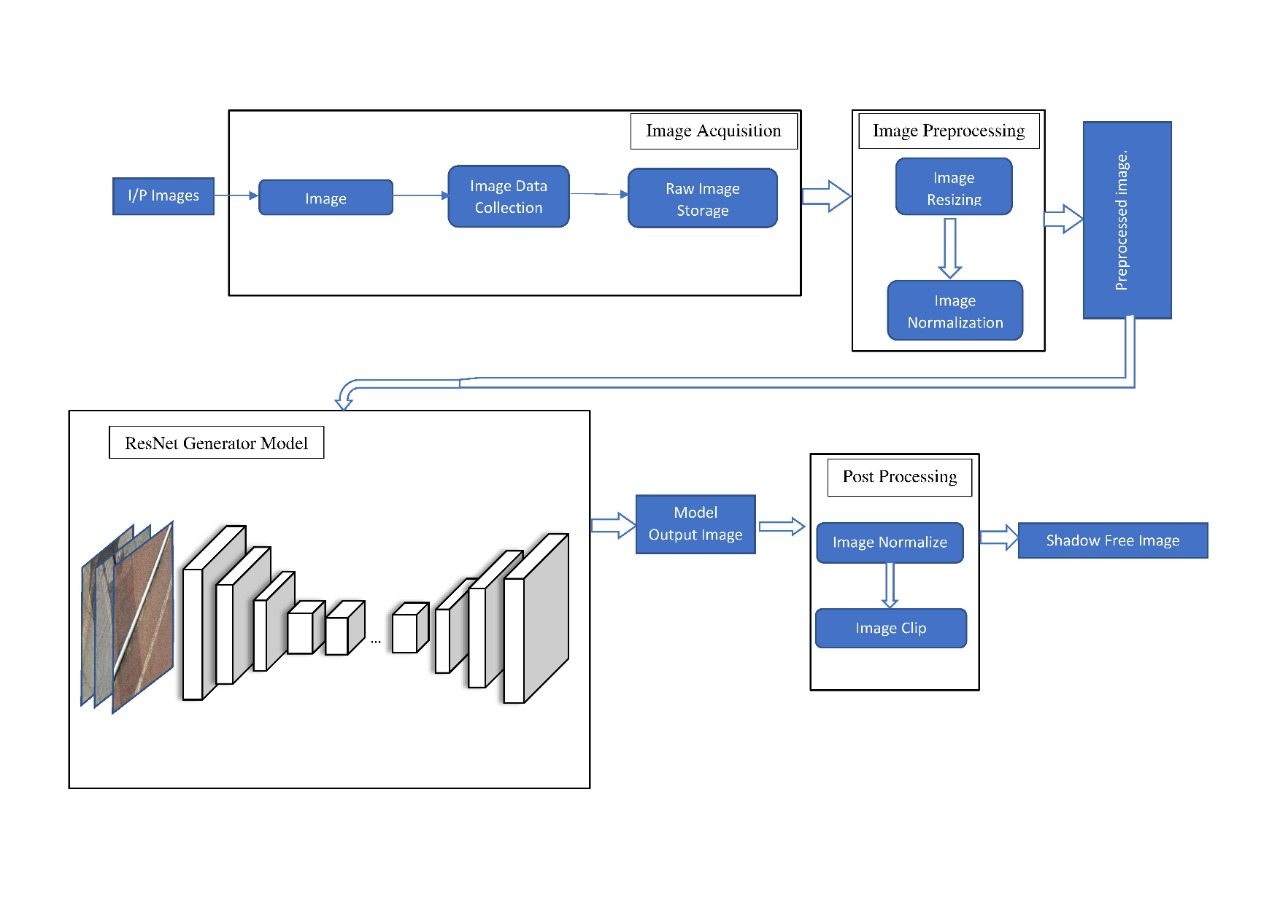 Image Acquisition
I/P Images
Image
Image Data
Collection
Raw Image
Storage
Image Preprocessing
Image
Resizing
Image
Normalization
Preprocessed image.
ResNet Generator Model
...
Model
Output Image
Post Processing
Image Normalize
Image Clip
Shadow Free Image